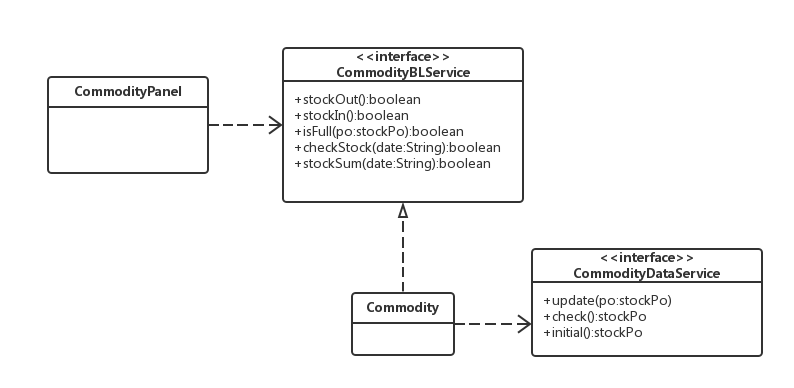 CommodityPanel
<<interface>>
CommodityBLService
+stockOut():boolean
+stockIn():boolean
+isFull(po:stockPo):boolean
+checkStock(date:String):boolean
+stockSum(date:String):boolean
Commodity
<<interface>>
CommodityDataService
+update(po:stockPo)
+check():stockPo
+initial():stockPo